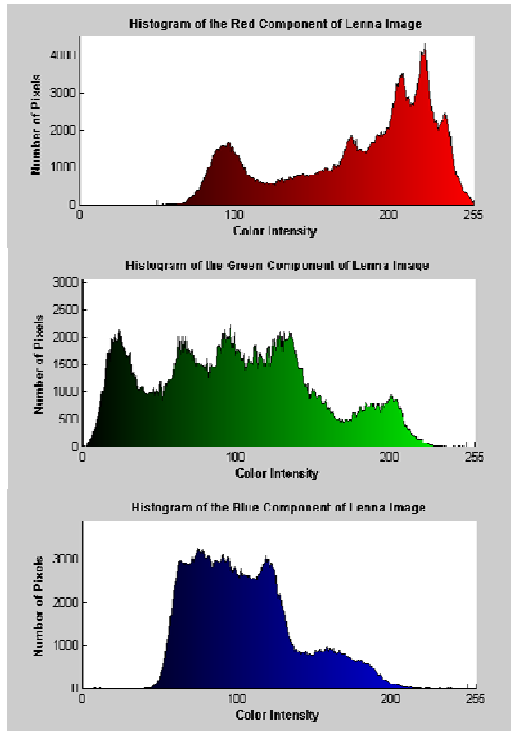 Histogram of the Red Component of Lenna Image
4000
3000
2000
1000
0
Number of Pixels
0 100 200 255
Color Intensity
Histogram of the Green Component of Lenna Image
3000
2500
2000
1500
1000
500
0
Number of Pixels
0 100 200 255
Color Intensity
Histogram of the Blue Component of Lenna Image
3000
2000
1000
0
Number of Pixels
0 100 200 255
Color Intensity